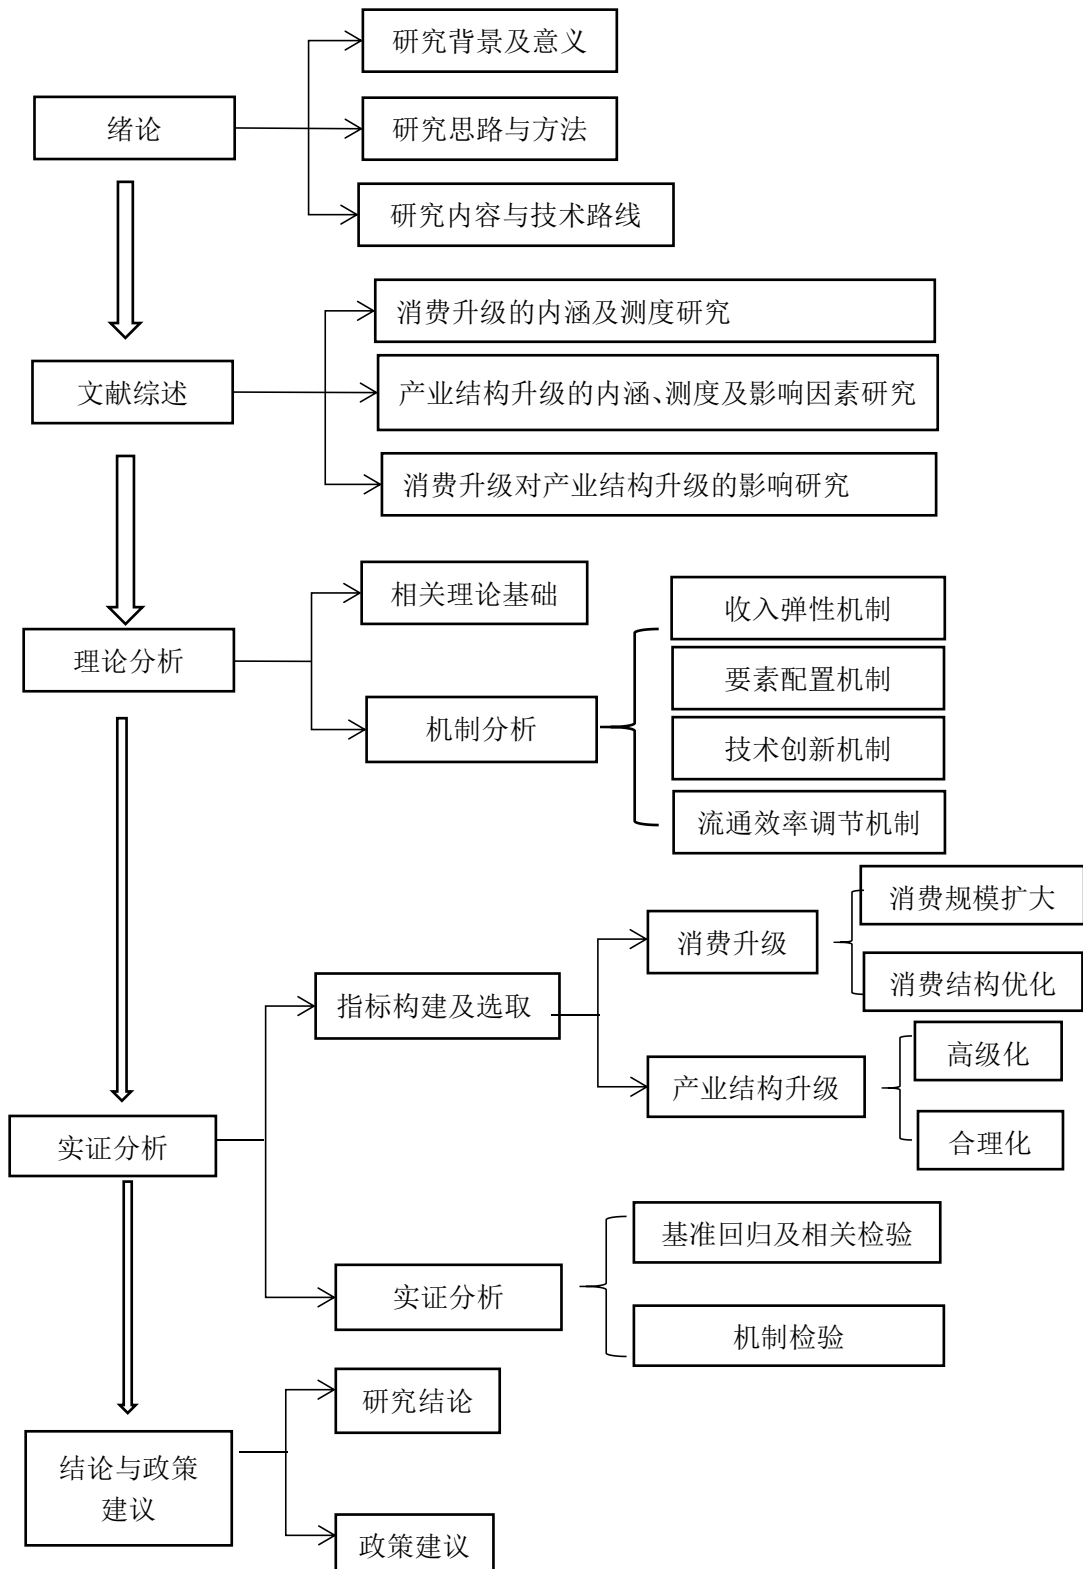 研究背景及意义
绪论
研究思路与方法
研究内容与技术路线
消费升级的内涵及测度研究
文献综述
产业结构升级的内涵、测度及影响因素研究
消费升级对产业结构升级的影响研究
相关理论基础
收入弹性机制
理论分析
要素配置机制
机制分析
技术创新机制
流通效率调节机制
消费规模扩大
消费升级
消费结构优化
指标构建及选取
高级化
产业结构升级
实证分析
合理化
基准回归及相关检验
实证分析
机制检验
研究结论
结论与政策
建议
政策建议